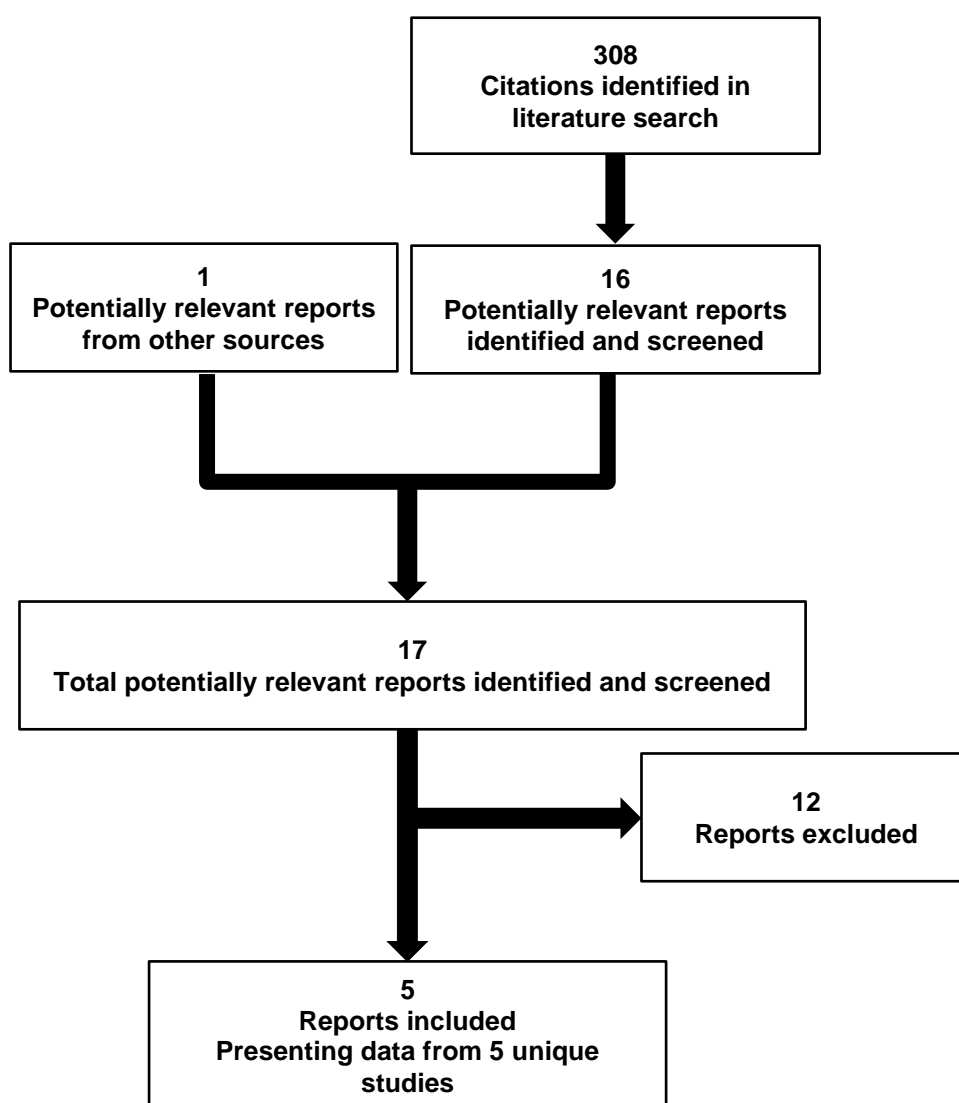 308
Citations identified in
literature search
1
Potentially relevant reports
from other sources
16
Potentially relevant reports
identified and screened
17
Total potentially relevant reports identified and screened
12
Reports excluded
5
Reports included
Presenting data from 5 unique
studies